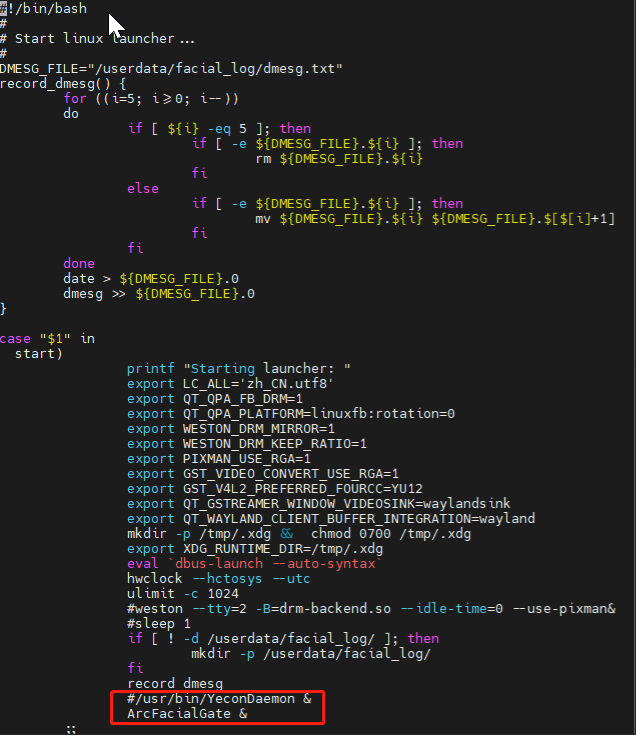 #!/bin/bash
#
# Start linux launcher...
#
DMESG_FILE="/userdata/facial_log/dmesg.txt"
record_dmesg() {
        for ((i=5; i>=0; i--))
        do
                if [ ${i} -eq 5 ]; then
                        if [ -e ${DMESG_FILE}.${i} ]; then
                                rm ${DMESG_FILE}.${i}
                        fi
                else
                        if [ -e ${DMESG_FILE}.${i} ]; then
                                mv ${DMESG_FILE}.${i} ${DMESG_FILE}.$[$[i]+1]
                        fi
                fi
        done
        date > ${DMESG_FILE}.0
        dmesg >> ${DMESG_FILE}.0
}

case "$1" in
  start)
                printf "Starting launcher: "
                export LC_ALL='zh_CN.utf8'
                export QT_QPA_FB_DRM=1
                export QT_QPA_PLATFORM=linuxfb:rotation=0
                export WESTON_DRM_MIRROR=1
                export WESTON_DRM_KEEP_RATIO=1
                export PIXMAN_USE_RGA=1
                export GST_VIDEO_CONVERT_USE_RGA=1
                export GST_V4L2_PREFERRED_FOURCC=YU12
                export QT_GSTREAMER_WINDOW_VIDEOSINK=waylandsink
                export QT_WAYLAND_CLIENT_BUFFER_INTEGRATION=wayland
                mkdir -p /tmp/.xdg &&  chmod 0700 /tmp/.xdg
                export XDG_RUNTIME_DIR=/tmp/.xdg
                eval `dbus-launch --auto-syntax`
                hwclock --hctosys --utc
                ulimit -c 1024
                #weston --tty=2 -B=drm-backend.so --idle-time=0 --use-pixman&
                #sleep 1
                if [ ! -d /userdata/facial_log/ ]; then
                        mkdir -p /userdata/facial_log/
                fi
                record_dmesg
                #/usr/bin/YeconDaemon &
                ArcFacialGate &
        ;;